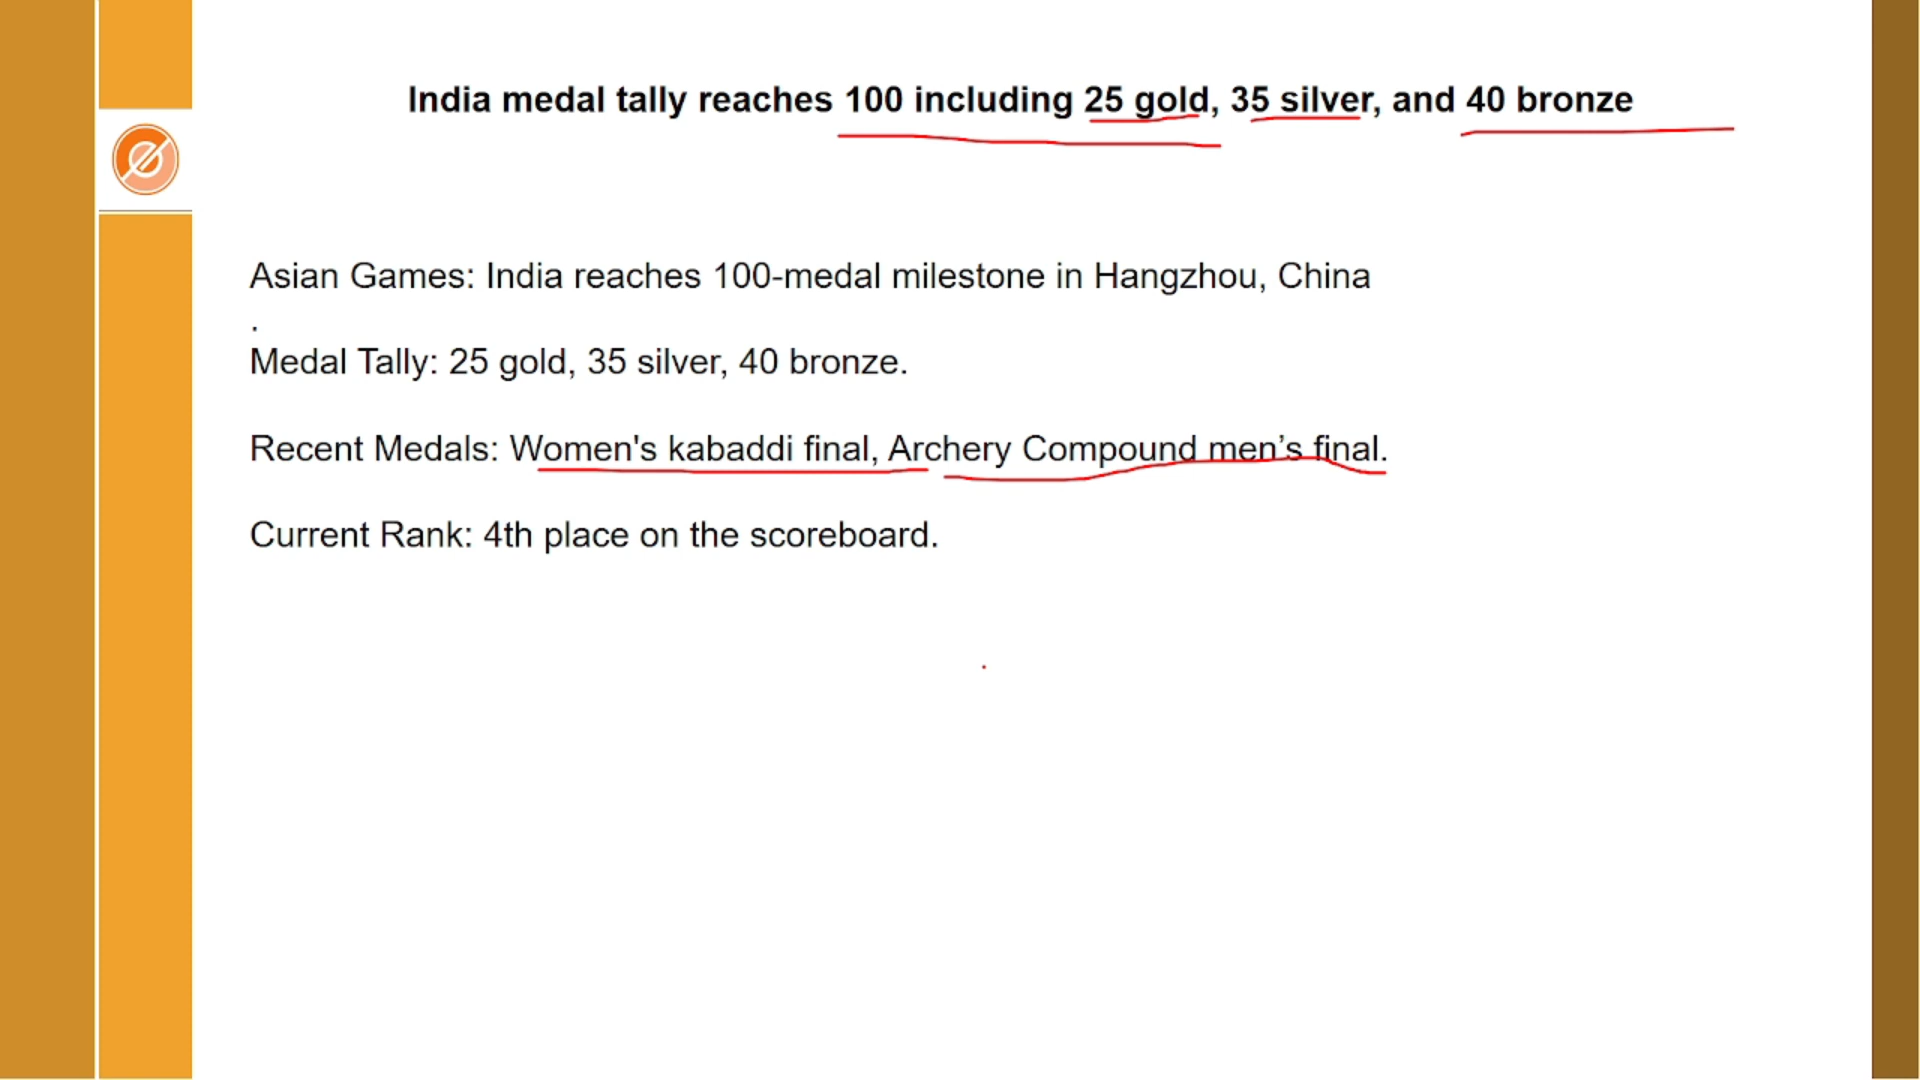 India medal tally reaches 100 including 25 gold, 35 silver, and 40 bronze
Asian Games: India reaches 100-medal milestone in Hangzhou, China
.
Medal Tally: 25 gold, 35 silver, 40 bronze.
Recent Medals: Women's kabaddi final, Archery Compound men’s final.
Current Rank: 4th place on the scoreboard.